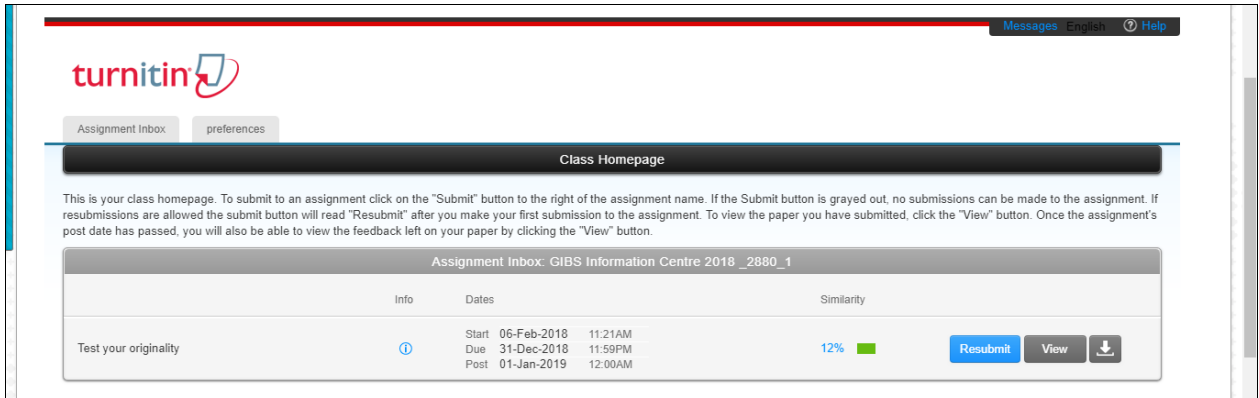 Messages English ? Help
turnitin
Assignment Inbox preferences
Class Homepage
This is your class homepage. To submit to an assignment click on the "Submit" button to the right of the assignment name. If the Submit button is grayed out, no submissions can be made to the assignment. If
resubmissions are allowed the submit button will read "Resubmit" after you make your first submission to the assignment. To view the paper you have submitted, click the "View" button. Once the assignment's
post date has passed, you will also be able to view the feedback left on your paper by clicking the "View" button.
Assignment Inbox: GIBS Information Centre 2018 _2880_1
Info Dates Similarity
Start 06-Feb-2018 11:21AM
Test your originality Due 31-Dec-2018 11:59PM 12% Resubmit View
Post 01-Jan-2019 12:00AM